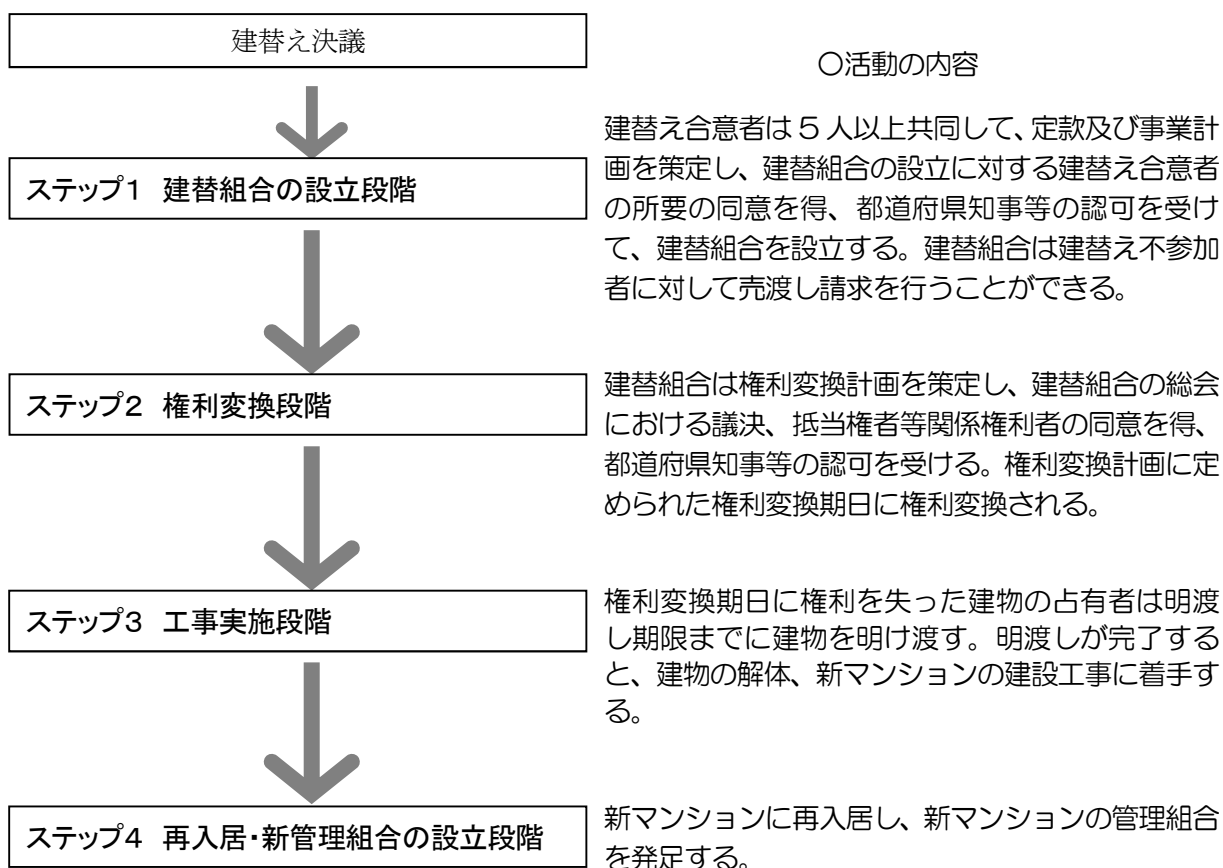 建替え決議
○活動の内容
建替え合意者は5人以上共同して、定款及び事業計
画を策定し、建替組合の設立に対する建替え合意者
の所要の同意を得、都道府県知事等の認可を受け
て、建替組合を設立する。建替組合は建替え不参加
者に対して売渡し請求を行うことができる。
ステップ1 建替組合の設立段階
建替組合は権利変換計画を策定し、建替組合の総会
における議決、抵当権者等関係権利者の同意を得、
都道府県知事等の認可を受ける。権利変換計画に定
められた権利変換期日に権利変換される。
ステップ2 権利変換段階
権利変換期日に権利を失った建物の占有者は明渡
し期限までに建物を明け渡す。明渡しが完了する
と、建物の解体、新マンションの建設工事に着手す
る。
ステップ3 工事実施段階
新マンションに再入居し、新マンションの管理組合
を発足する。
ステップ4 再入居・新管理組合の設立段階